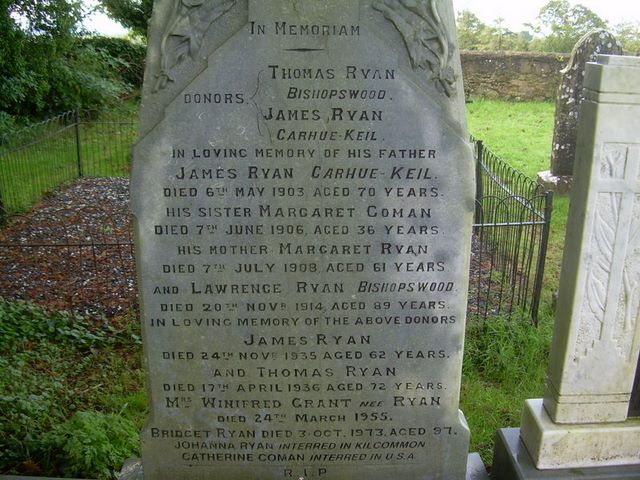 In Memoriam
Thomas Ryan
Bishopswood.
DONORS
James Ryan
Carhue-Keil.
IN LOVING MEMORY OF HIS FATHER
James Ryan Carhue-Keil.
DIED 6TH MAY 1903 AGED 70 YEARS.
HIS SISTER MARGARET COMAN
DIED 7TH JUNE 1906, AGED 36 YEARS.
HIS MOTHER MARGARET RYAN
DIED 7TH JULY 1908, AGED 61 YEARS
AND LAWRENCE RYAN BISHOPSWOOD.
DIED 20TH NOVR 1914, AGED 89 YEARS.
IN LOVING MEMORY OF THE ABOVE DONORS
JAMES RYAN
DIED 24TH NOVR 1935 AGED 62 YEARS.
AND THOMAS RYAN
DIED 17TH APRIL 1936 AGED 72 YEARS.
MRS WINIFRED GRANT NEE RYAN
DIED 24TH MARCH 1955.
BRIDGET RYAN DIED 3. OCT. 1973, AGED 97.
JOHANNA RYAN INTERRED IN KILCOMMON
CATHERINE COMAN INTERRED IN U.S.A
R.I.P